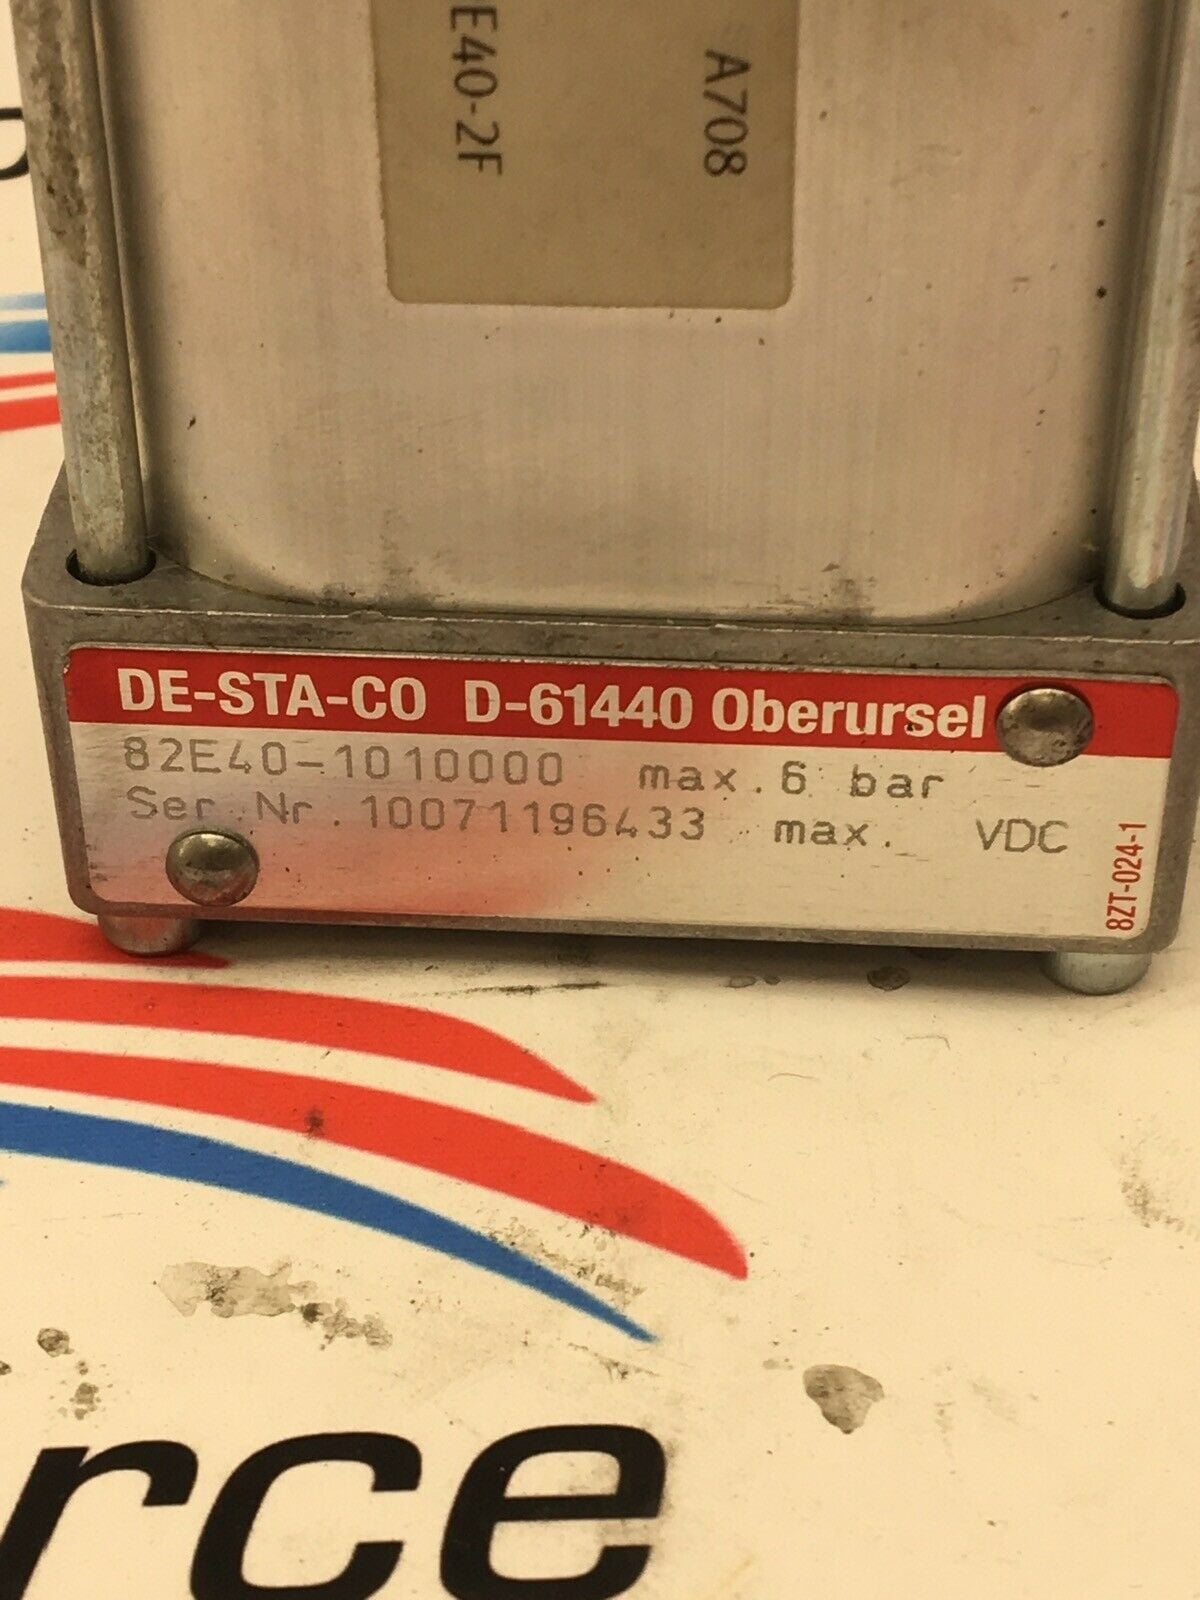 E40-2F
A708
DE-STA-CO D-61440 Oberursel
82E40-1010000 max.6 bar
Ser.Nr.10071196433 max. VDC
8ZT-024-1
rce